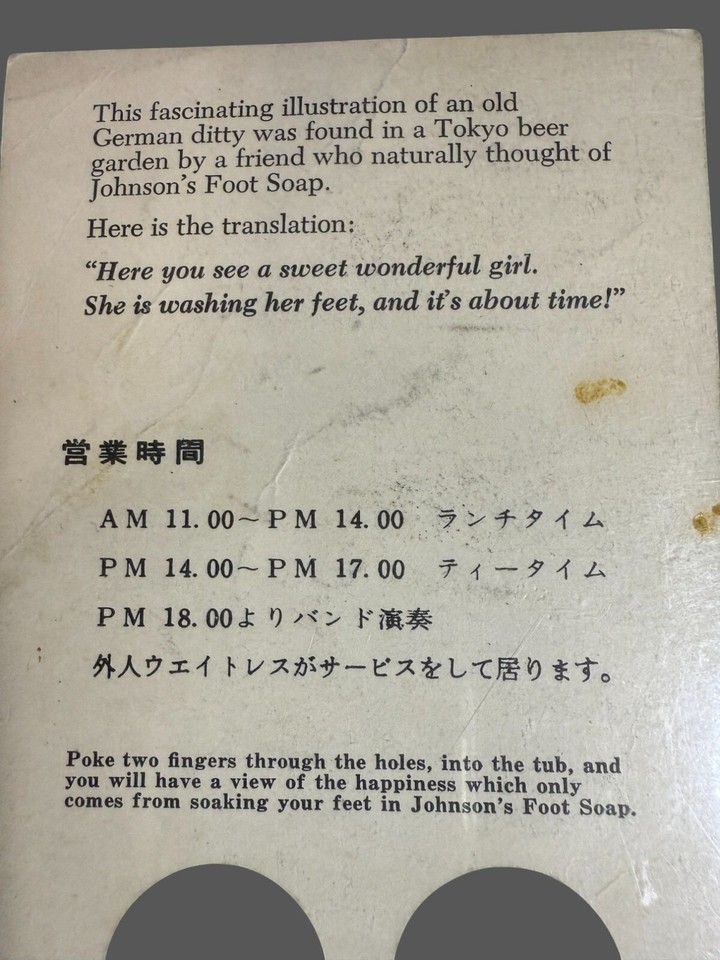 This fascinating illustration of an old
German ditty was found in a Tokyo beer
garden by a friend who naturally thought of
Johnson's Foot Soap.
Here is the translation:
“Here you see a sweet wonderful girl.
She is washing her feet, and it's about time!”
営業時間
AM 11.00〜PM 14.00 ランチタイム
PM 14.00〜PM 17.00 ティータイム
PM 18.00よりバンド演奏
外人ウエイトレスがサービスをして居ります。
Poke two fingers through the holes, into the tub, and
you will have a view of the happiness which only
comes from soaking your feet in Johnson's Foot Soap.